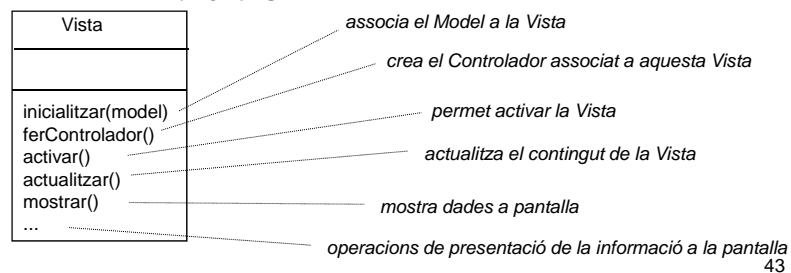 Vista
associa el Model a la Vista
crea el Controlador associat a aquesta Vista
inicialitzar(model)
permet activar la Vista
ferControlador()
activar()
actualitza el contingut de la Vista
actualitzar()
mostrar()
mostra dades a pantalla
...
operacions de presentació de la informació a la pantalla
43